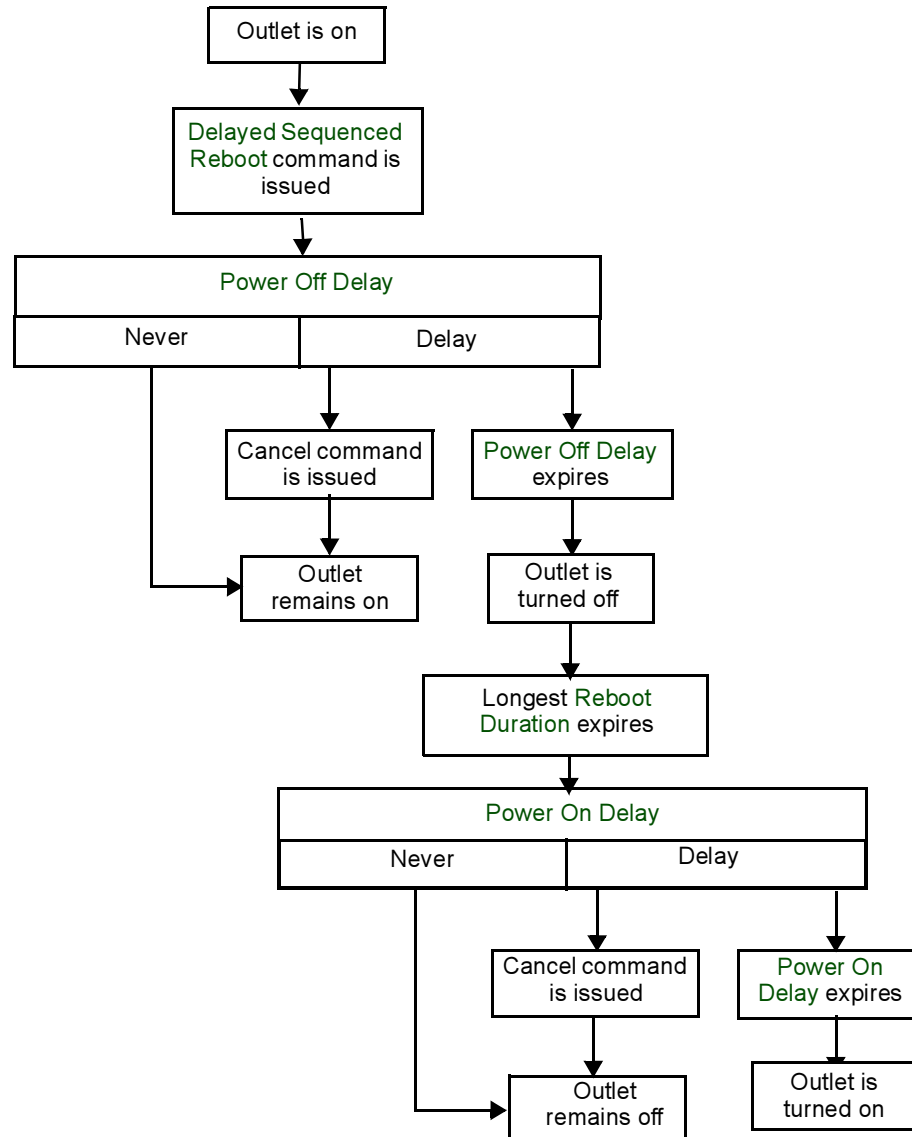 Outlet is on
Delayed Sequenced
Reboot command is
issued
Power Off Delay
Never
Delay
Cancel command
is issued
Power Off Delay
expires
Outlet
remains on
Outlet is
turned off
Longest Reboot
Duration expires
Power On Delay
Never
Delay
Cancel command
is issued
Power On
Delay expires
Outlet
remains off
Outlet is
turned on